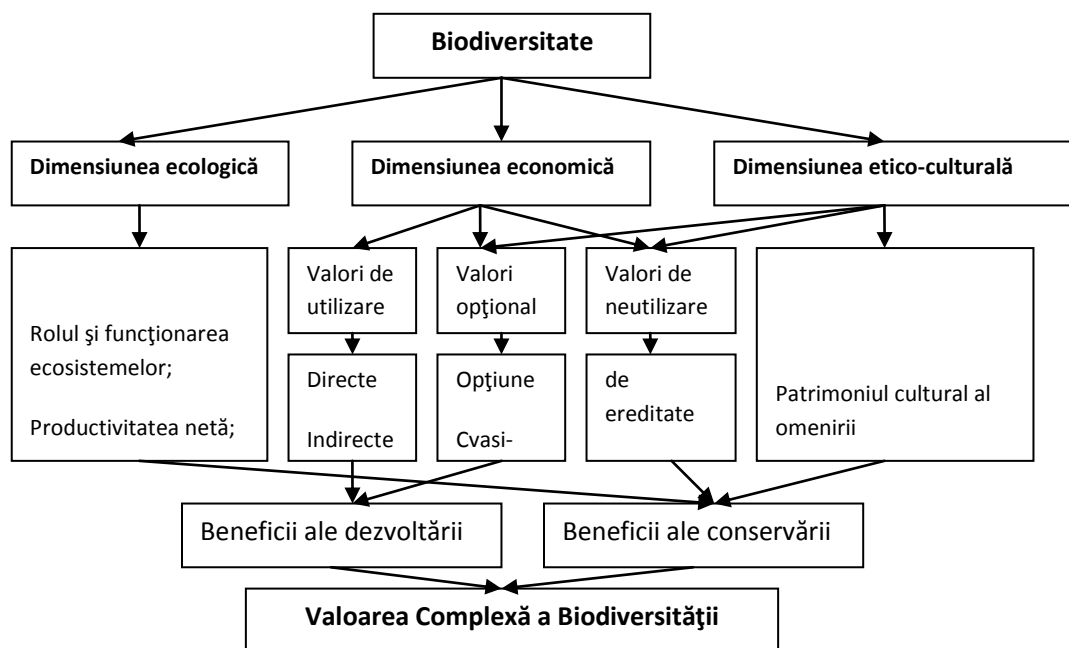 Biodiversitate
Dimensiunea ecologică
Dimensiunea economică
Dimensiunea etico-culturală
Rolul şi funcţionarea
ecosistemelor;
Productivitatea netă;
Valori de
utilizare
Valori
opţional
Valori de
neutilizare
Directe
Indirecte
Opţiune
Cvasi-
de
ereditate
Patrimoniul cultural al
omenirii
Beneficii ale dezvoltării
Beneficii ale conservării
Valoarea Complexă a Biodiversităţii